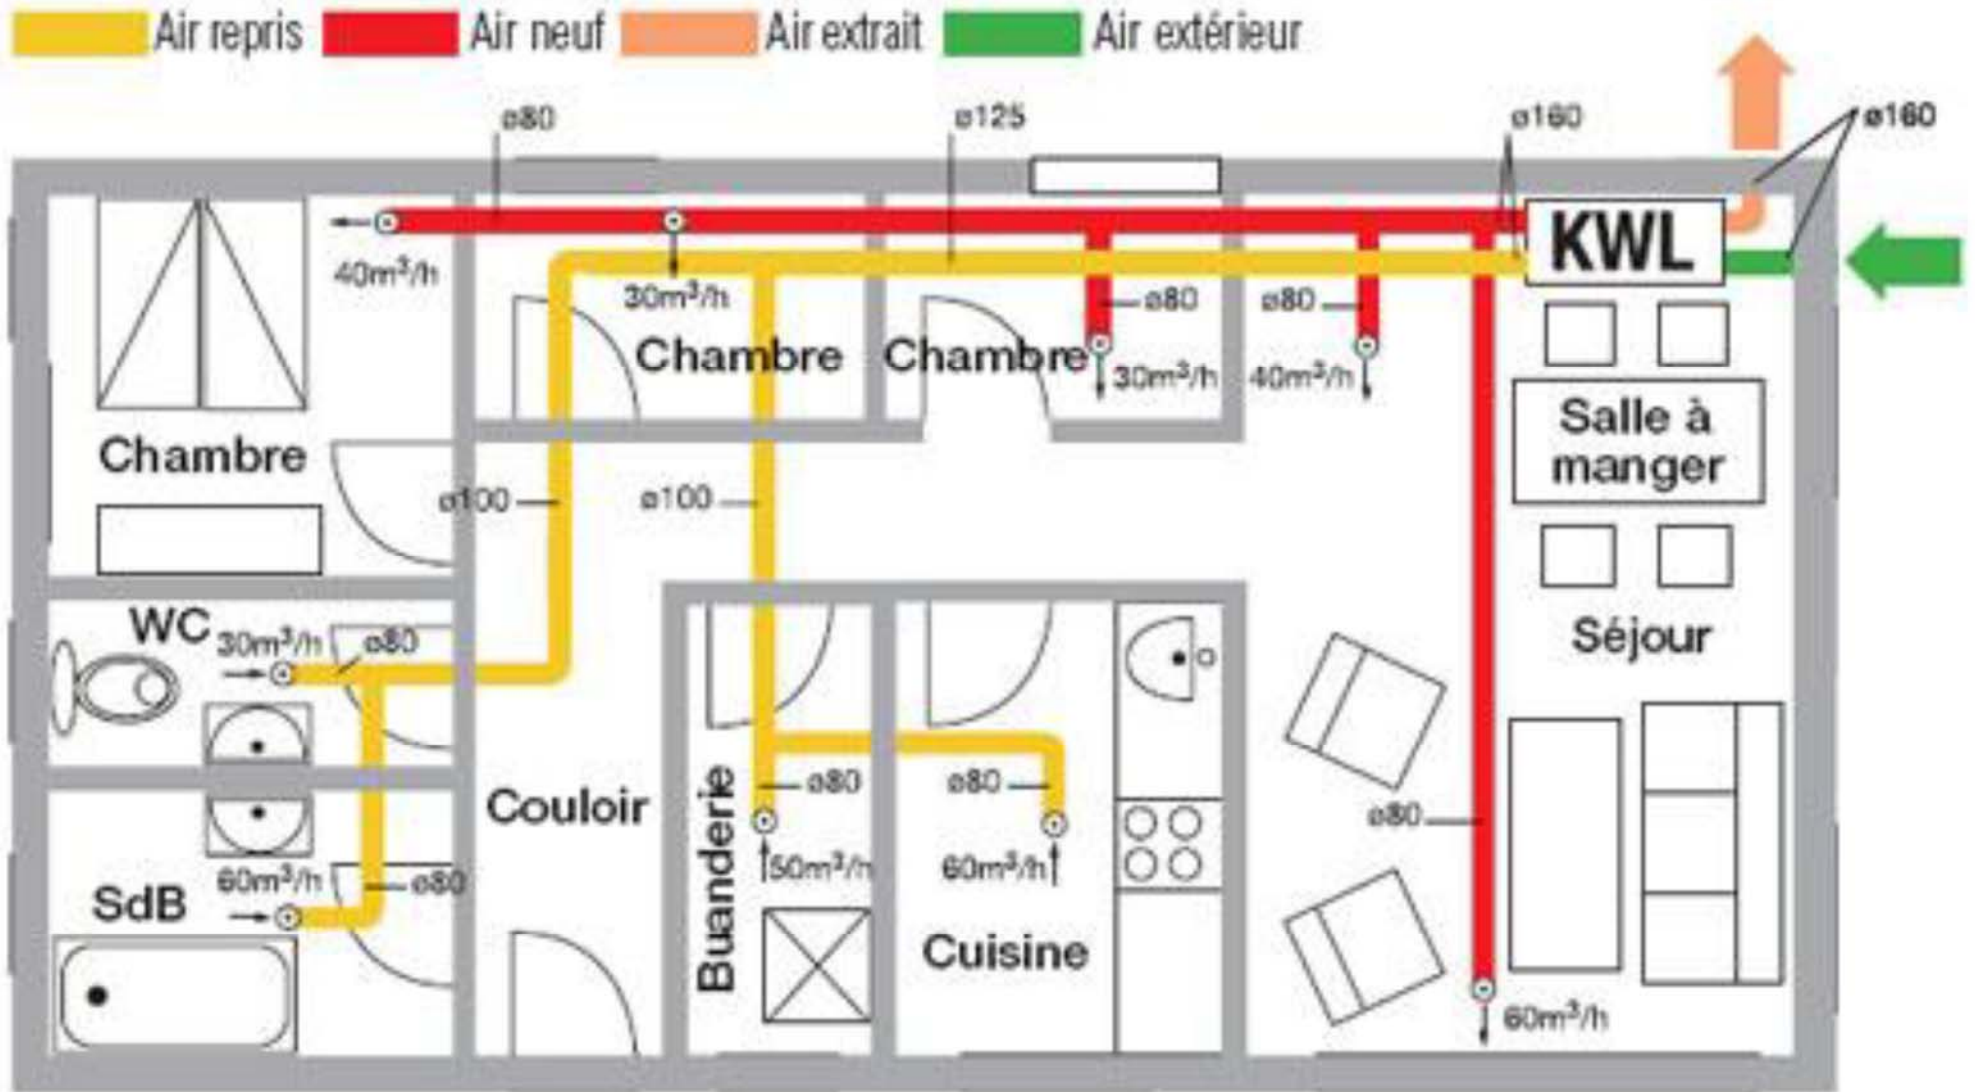 Air repris Air neuf Air extrait Air extérieur
ø80 ø125 ø160 ø160
KWL
40m³/h 30m³/h ø80 ø80
Chambre Chambre 30m³/h 40m³/h
Salle à
manger
Chambre
ø100 ø100
WC 30m³/h ø80
Séjour
Couloir
Buanderie
ø80 ø80 ø80
50m³/h 60m³/h
SdB 60m³/h ø80
Cuisine
60m³/h